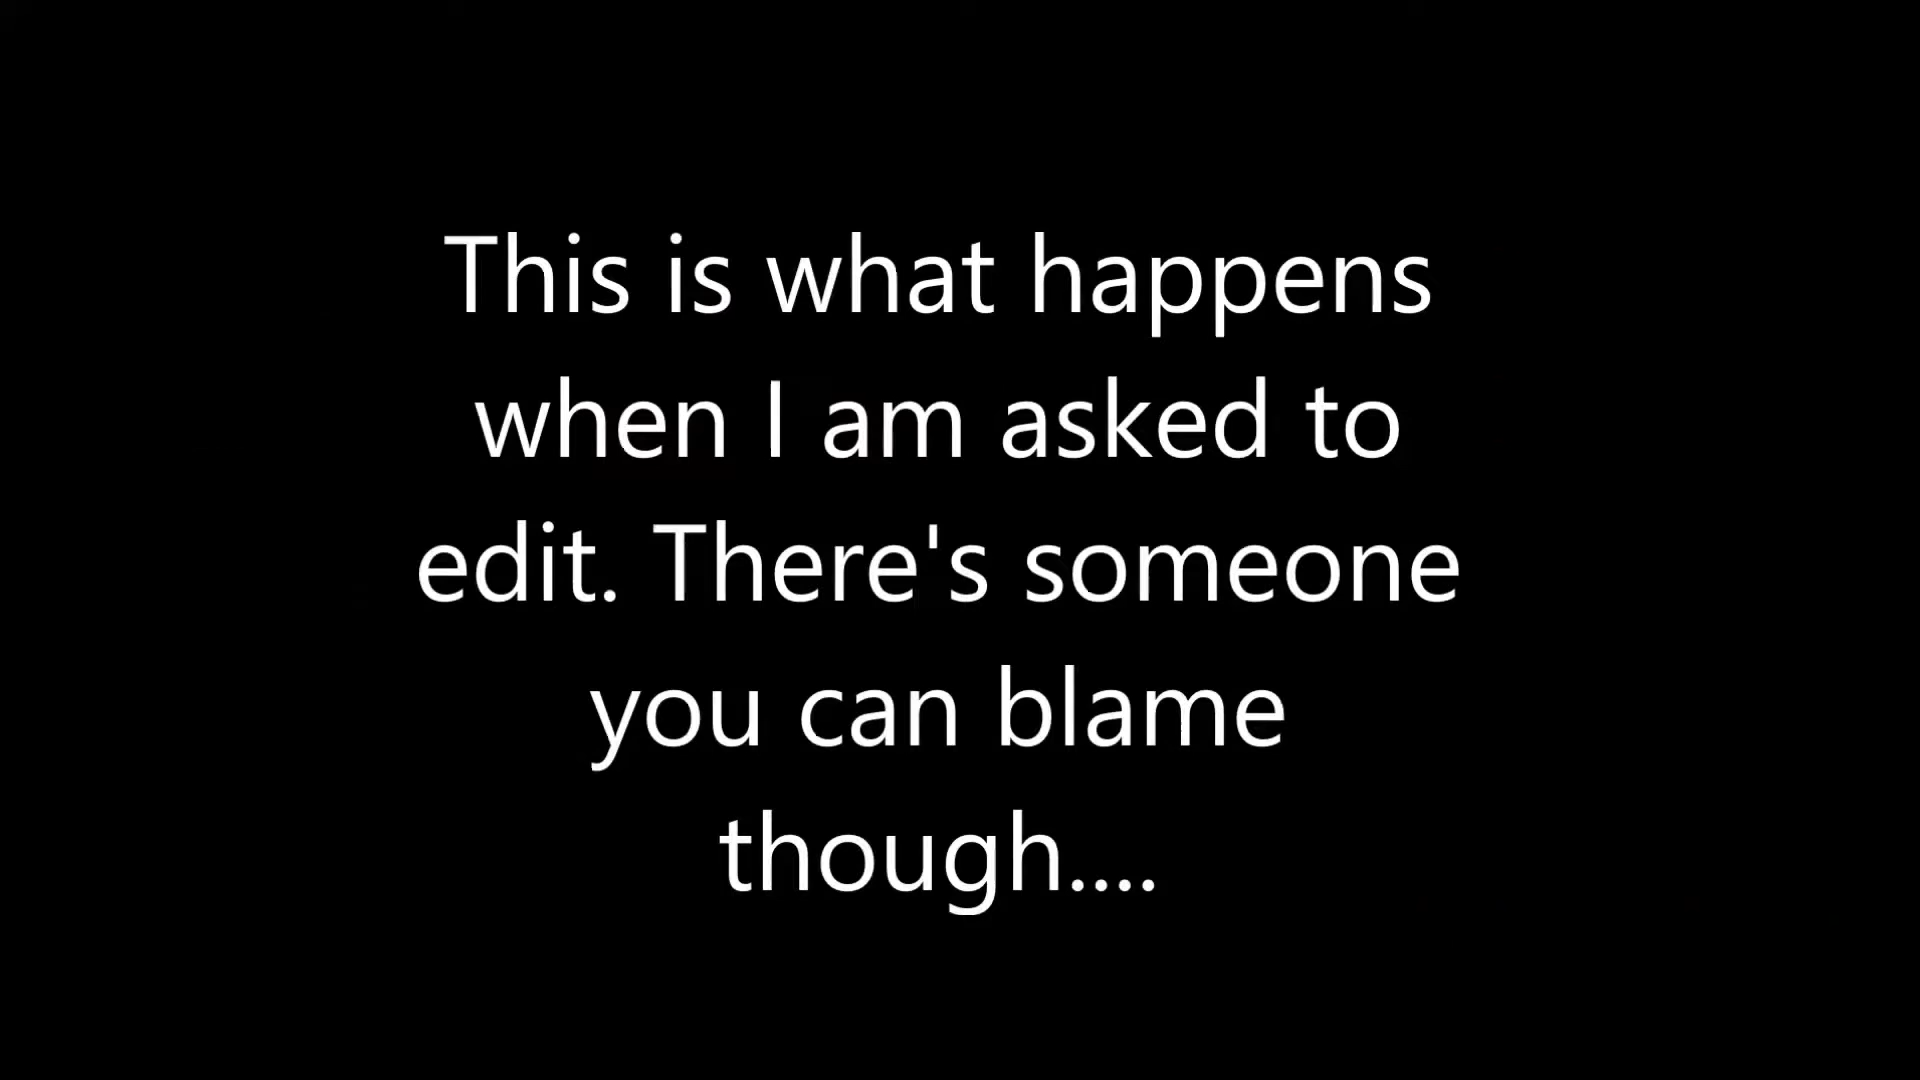 This is what happens
when I am asked to
edit. There's someone
you can blame
though....